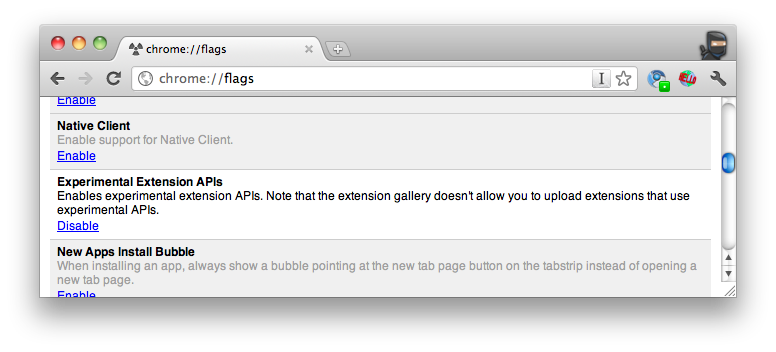 chrome://flags
chrome://flags
Enable
Native Client
Enable support for Native Client.
Enable
Experimental Extension APIs
Enables experimental extension APIs. Note that the extension gallery doesn't allow you to upload extensions that use
experimental APIs.
Disable
New Apps Install Bubble
When installing an app, always show a bubble pointing at the new tab page button on the tabstrip instead of opening a
new tab page.
Enable